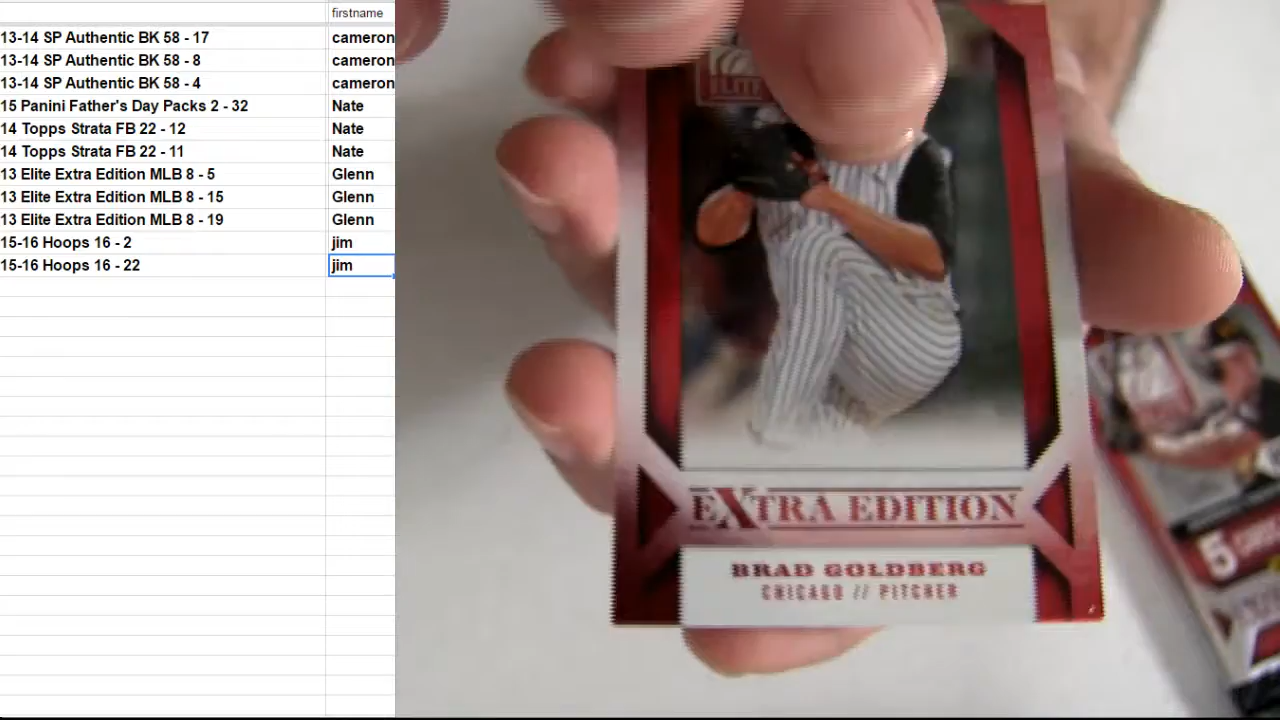 firstname
13-14 SP Authentic BK 58 - 17 cameron
13-14 SP Authentic BK 58 - 8 cameron
13-14 SP Authentic BK 58 - 4 cameron
15 Panini Father's Day Packs 2 - 32 Nate
14 Topps Strata FB 22 - 12 Nate
14 Topps Strata FB 22 - 11 Nate
13 Elite Extra Edition MLB 8 - 5 Glenn
13 Elite Extra Edition MLB 8 - 15 Glenn
13 Elite Extra Edition MLB 8 - 19 Glenn
15-16 Hoops 16 - 2 jim
15-16 Hoops 16 - 22 jim
ELITE
EXTRA EDITION
BRAD GOLDBERG
CHICAGO // PITCHER
5